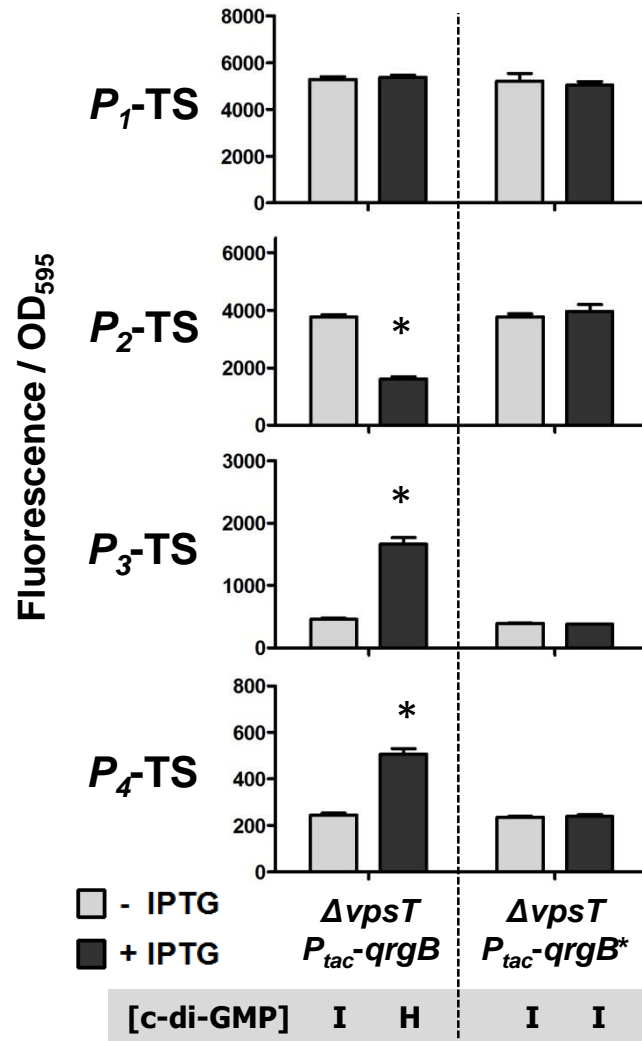 Fluorescence / OD595
P1-TS
8000
6000
4000
2000
0
P2-TS
6000
4000
2000
0
*
P3-TS
3000
2000
1000
0
*
P4-TS
800
600
400
200
0
*
- IPTG
+ IPTG
ΔvpsT
Ptac-qrgB
ΔvpsT
Ptac-qrgB*
[c-di-GMP] I H I I